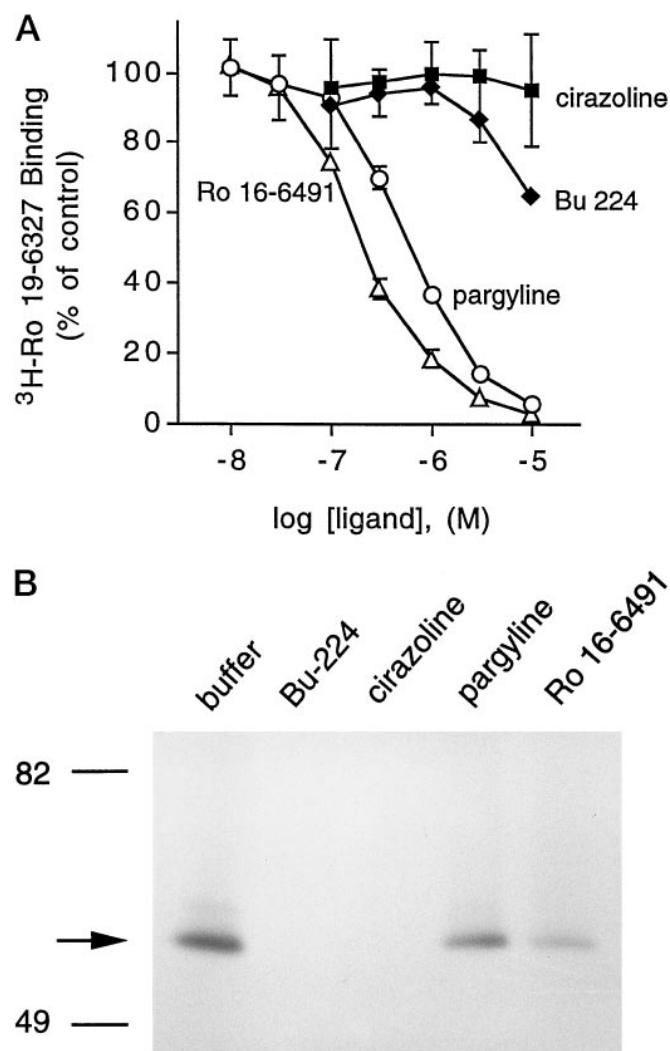 A
³H-Ro 19-6327 Binding
(% of control)
100
80
60
40
20
0
cirazoline
Ro 16-6491
Bu 224
pargyline
-8 -7 -6 -5
log [ligand], (M)
B
buffer
Bu-224
cirazoline
pargyline
Ro 16-6491
82
49